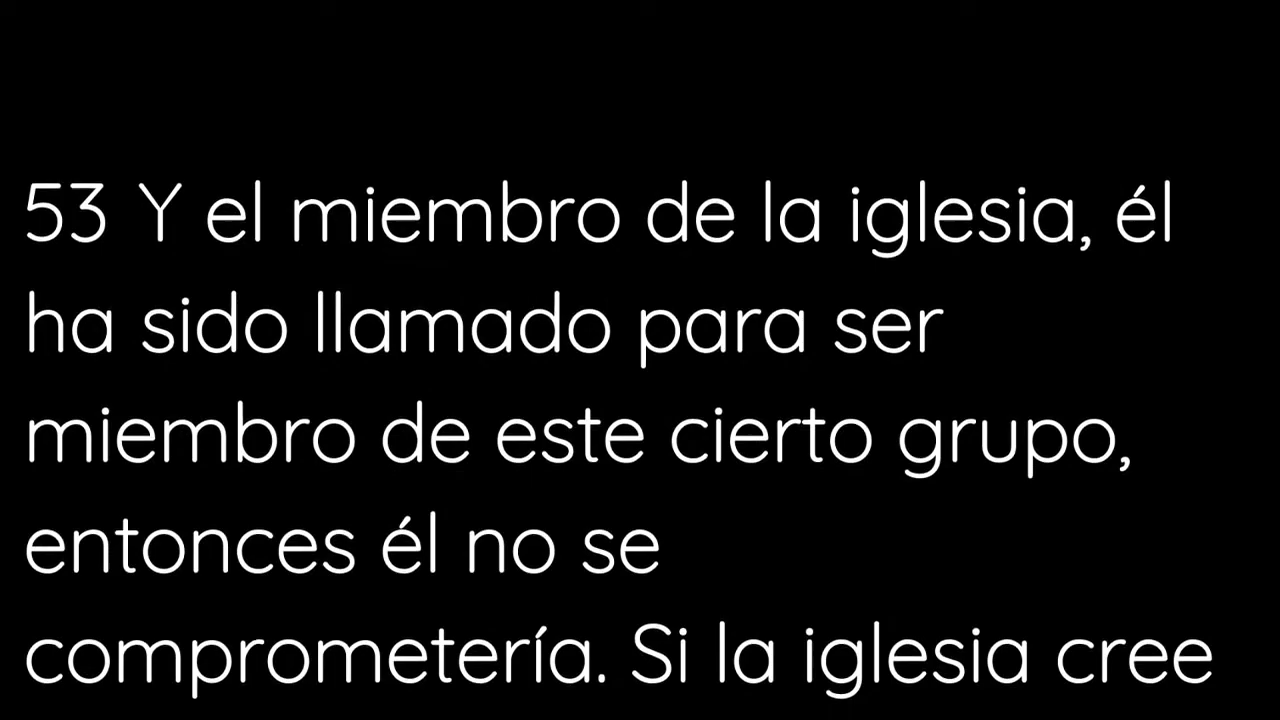 53 Y el miembro de la iglesia, él
ha sido llamado para ser
miembro de este cierto grupo,
entonces él no se
comprometería. Si la iglesia cree